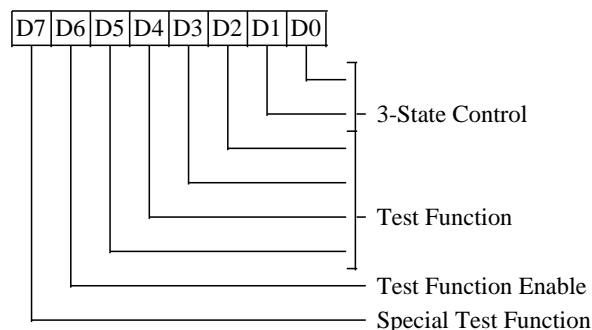 D7 D6 D5 D4 D3 D2 D1 D0
3-State Control
Test Function
Test Function Enable
Special Test Function